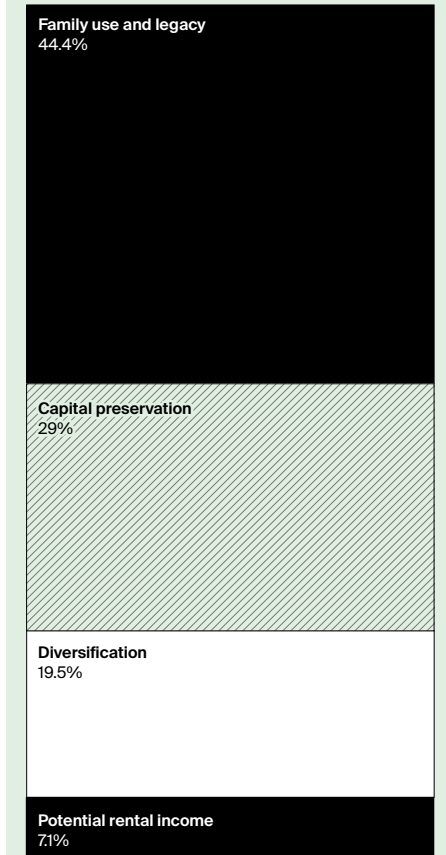 Family use and legacy
44.4%
Capital preservation
29%
Diversification
19.5%
Potential rental income
7.1%